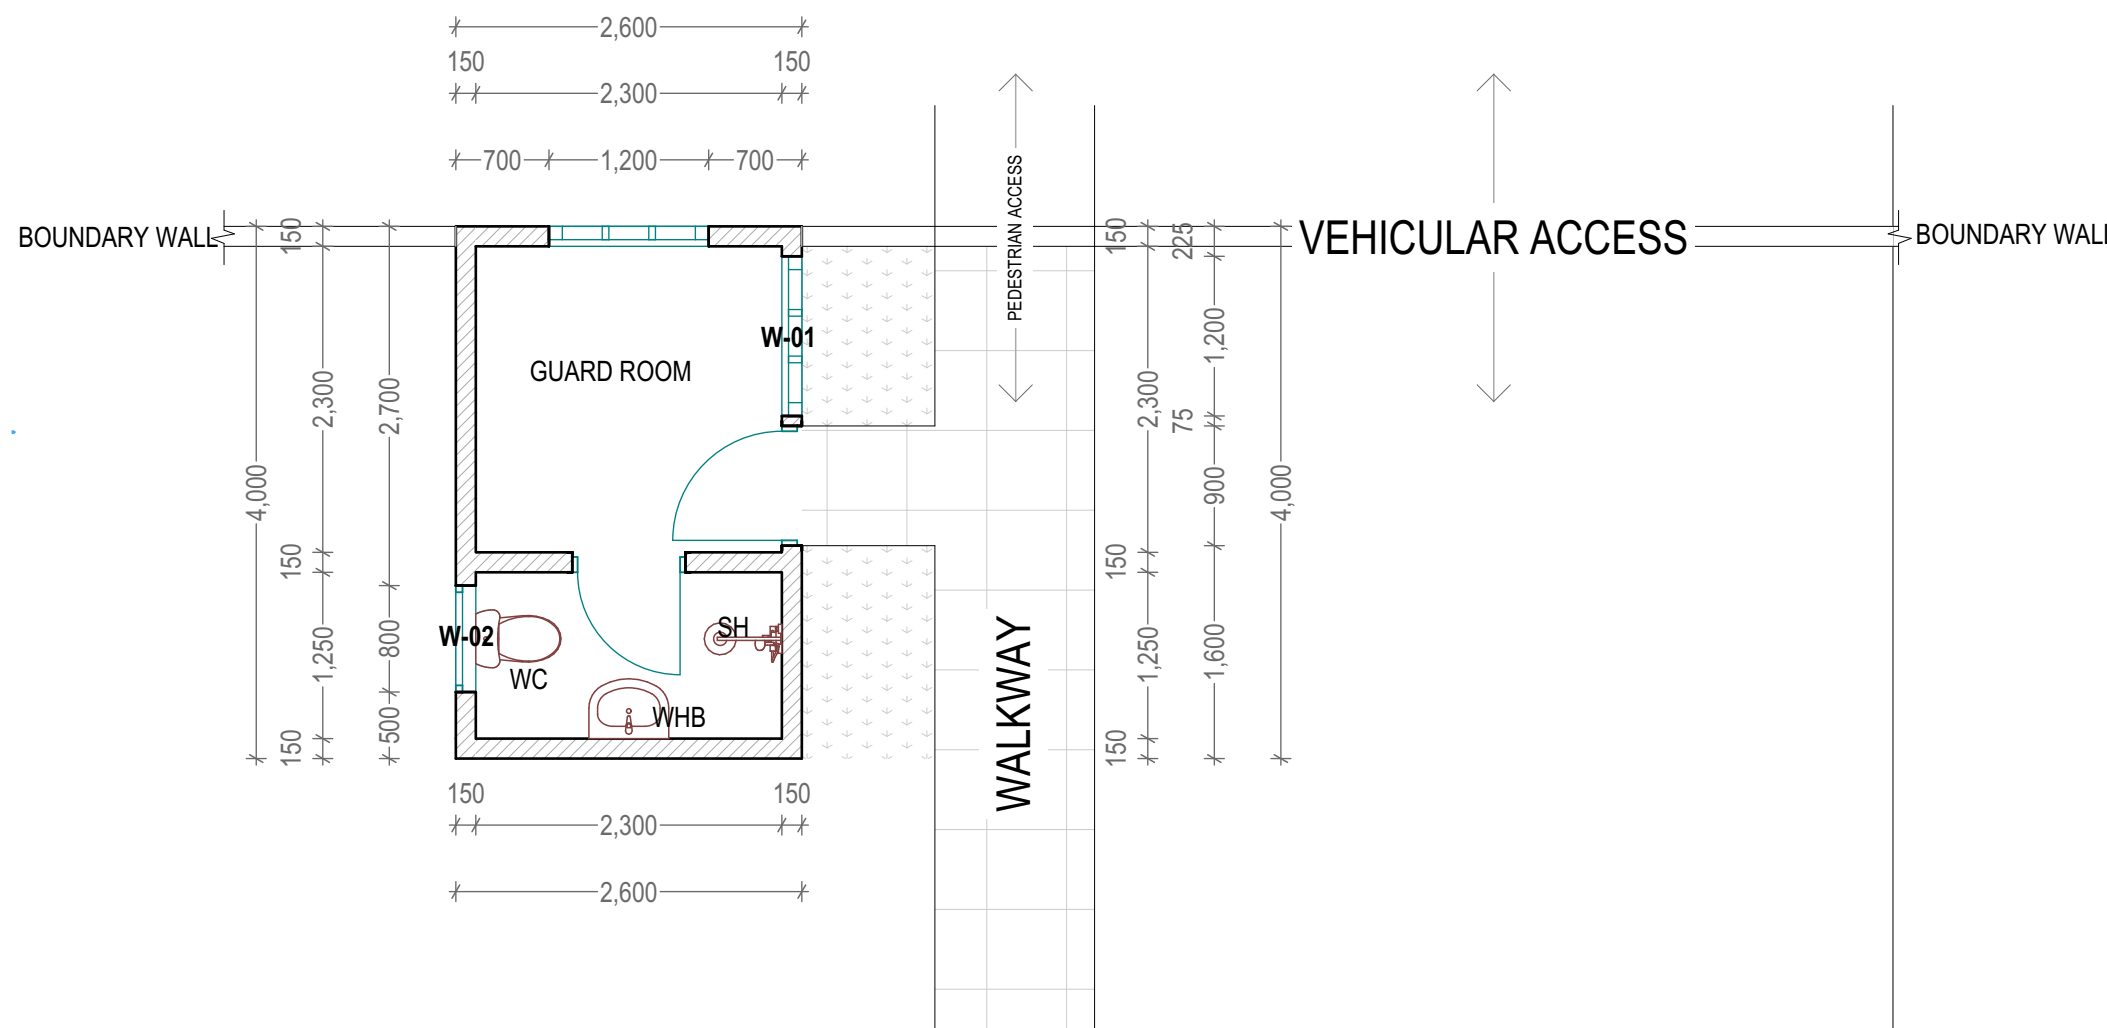 2,600
150
150
2,300
700
1,200
700
BOUNDARY WALL
VEHICULAR ACCESS
BOUNDARY WALL
PEDESTRIAN ACCESS
4,000
150
2,300
150
1,250
150
2,700
800
500
GUARD ROOM
W-01
W-02
WC
SH
WHB
WALKWAY
150
2,300
150
1,250
150
225
1,200
75
900
1,600
4,000
150
150
2,300
2,600